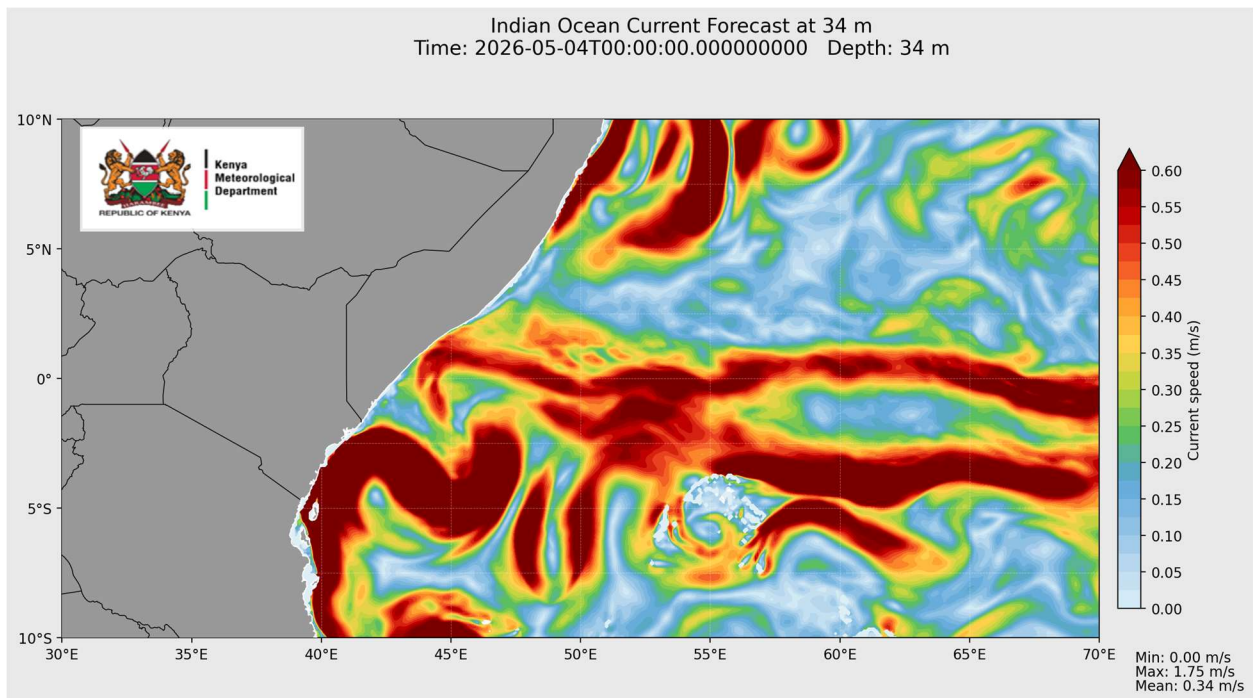 Indian Ocean Current Forecast at 34 m
Time: 2026-05-04T00:00:00.000000000   Depth: 34 m
10°N
5°N
0°
5°S
10°S
Kenya
Meteorological
Department
REPUBLIC OF KENYA
30°E
35°E
40°E
45°E
50°E
55°E
60°E
65°E
70°E
0.60
0.55
0.50
0.45
0.40
0.35
0.30
0.25
0.20
0.15
0.10
0.05
0.00
Current speed (m/s)
Min: 0.00 m/s
Max: 1.75 m/s
Mean: 0.34 m/s